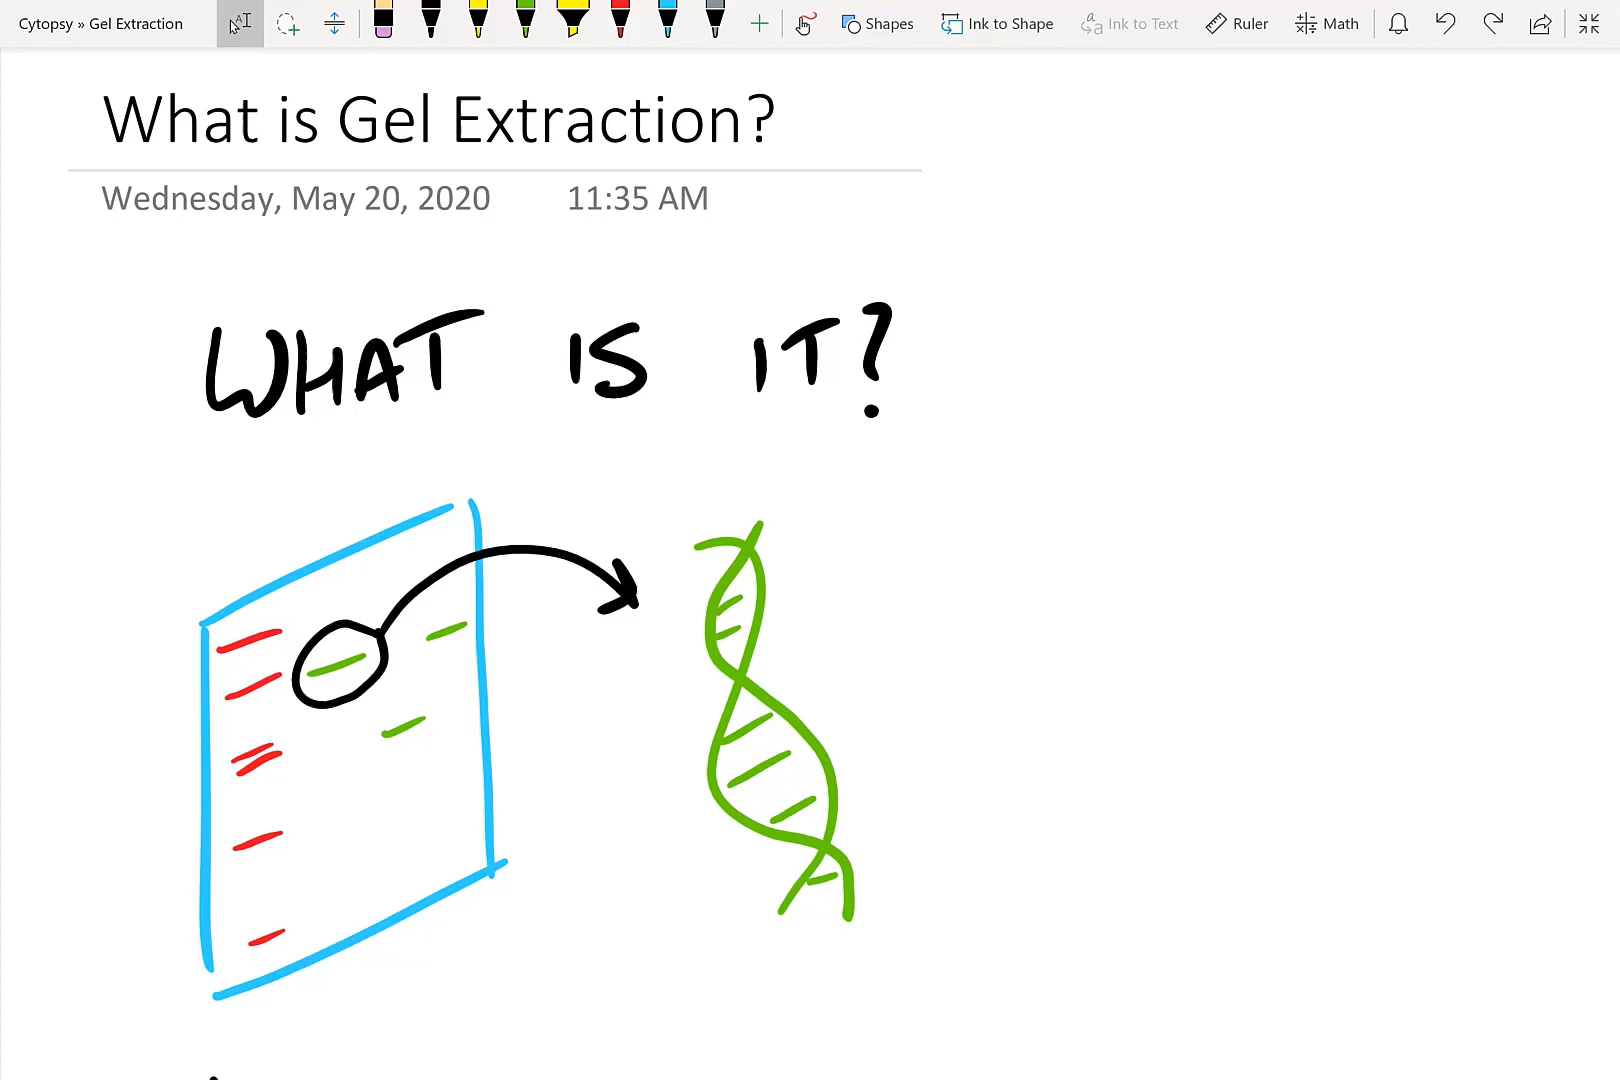 Cytopsy » Gel Extraction Shapes Ink to Shape Ink to Text Ruler Math
What is Gel Extraction?
Wednesday, May 20, 2020 11:35 AM
WHAT IS IT?